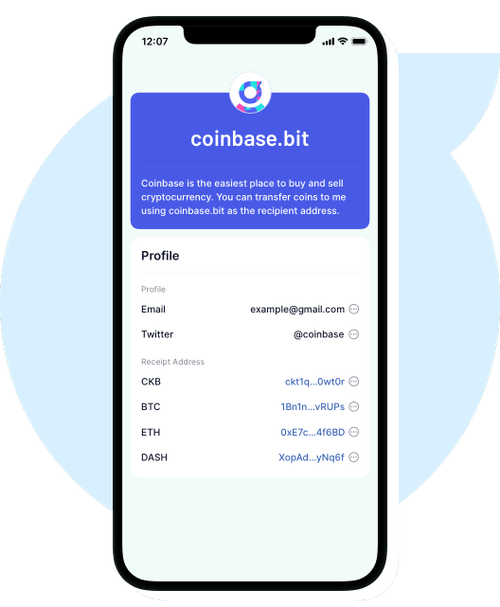 12:07
coinbase.bit
Coinbase is the easiest place to buy and sell
cryptocurrency. You can transfer coins to me
using coinbase.bit as the recipient address.
Profile
Profile
Email example@gmail.com
Twitter @coinbase
Receipt Address
CKB ckt1q...0wt0r
BTC 1Bn1n...vRUPs
ETH 0xE7c...4f6BD
DASH XopAd...yNq6f